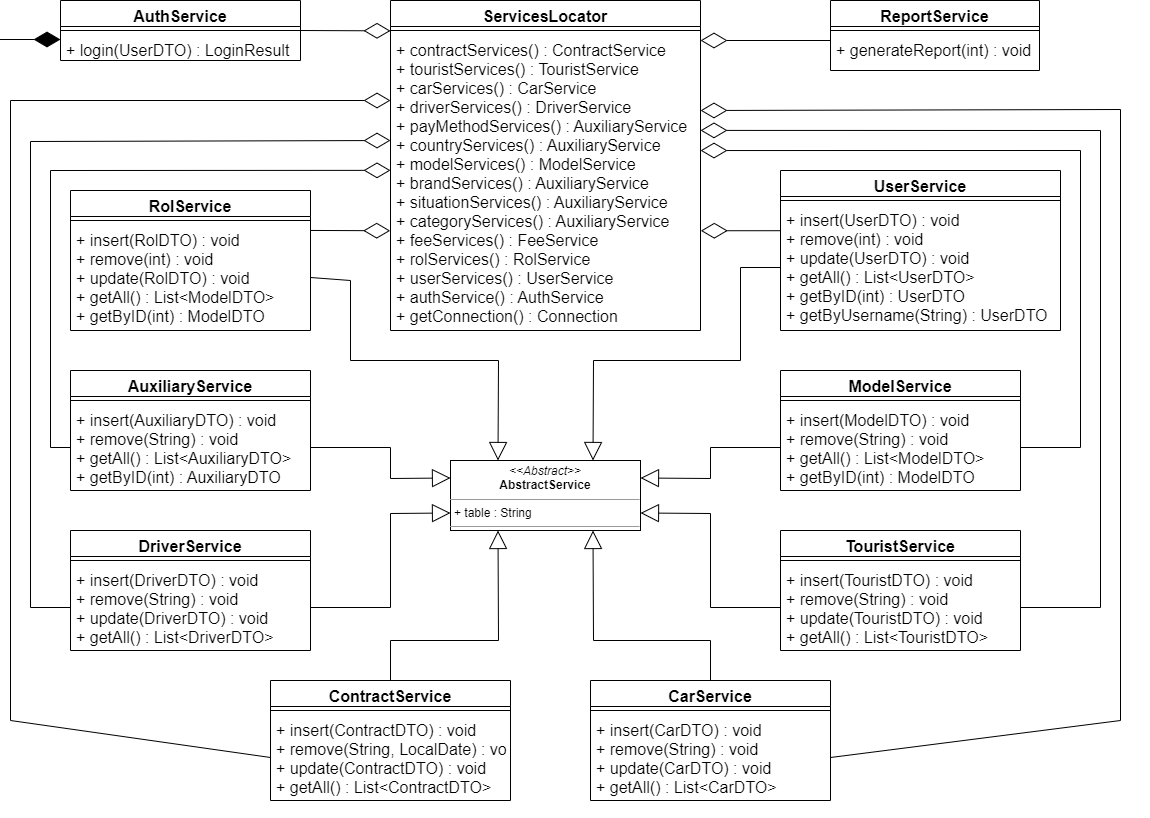 AuthService
+ login(UserDTO) : LoginResult
ServicesLocator
+ contractServices() : ContractService
+ touristServices() : TouristService
+ carServices() : CarService
+ driverServices() : DriverService
+ payMethodServices() : AuxiliaryService
+ countryServices() : AuxiliaryService
+ modelServices() : ModelService
+ brandServices() : AuxiliaryService
+ situationServices() : AuxiliaryService
+ categoryServices() : AuxiliaryService
+ feeServices() : FeeService
+ rolServices() : RolService
+ userServices() : UserService
+ authService() : AuthService
+ getConnection() : Connection
ReportService
+ generateReport(int) : void
RolService
+ insert(RolDTO) : void
+ remove(int) : void
+ update(RolDTO) : void
+ getAll() : List<ModelDTO>
+ getByID(int) : ModelDTO
UserService
+ insert(UserDTO) : void
+ remove(int) : void
+ update(UserDTO) : void
+ getAll() : List<UserDTO>
+ getByID(int) : UserDTO
+ getByUsername(String) : UserDTO
AuxiliaryService
+ insert(AuxiliaryDTO) : void
+ remove(String) : void
+ getAll() : List<AuxiliaryDTO>
+ getByID(int) : AuxiliaryDTO
ModelService
+ insert(ModelDTO) : void
+ remove(String) : void
+ getAll() : List<ModelDTO>
+ getByID(int) : ModelDTO
<<Abstract>>
AbstractService
+ table : String
DriverService
+ insert(DriverDTO) : void
+ remove(String) : void
+ update(DriverDTO) : void
+ getAll() : List<DriverDTO>
TouristService
+ insert(TouristDTO) : void
+ remove(String) : void
+ update(TouristDTO) : void
+ getAll() : List<TouristDTO>
ContractService
+ insert(ContractDTO) : void
+ remove(String, LocalDate) : vo
+ update(ContractDTO) : void
+ getAll() : List<ContractDTO>
CarService
+ insert(CarDTO) : void
+ remove(String) : void
+ update(CarDTO) : void
+ getAll() : List<CarDTO>